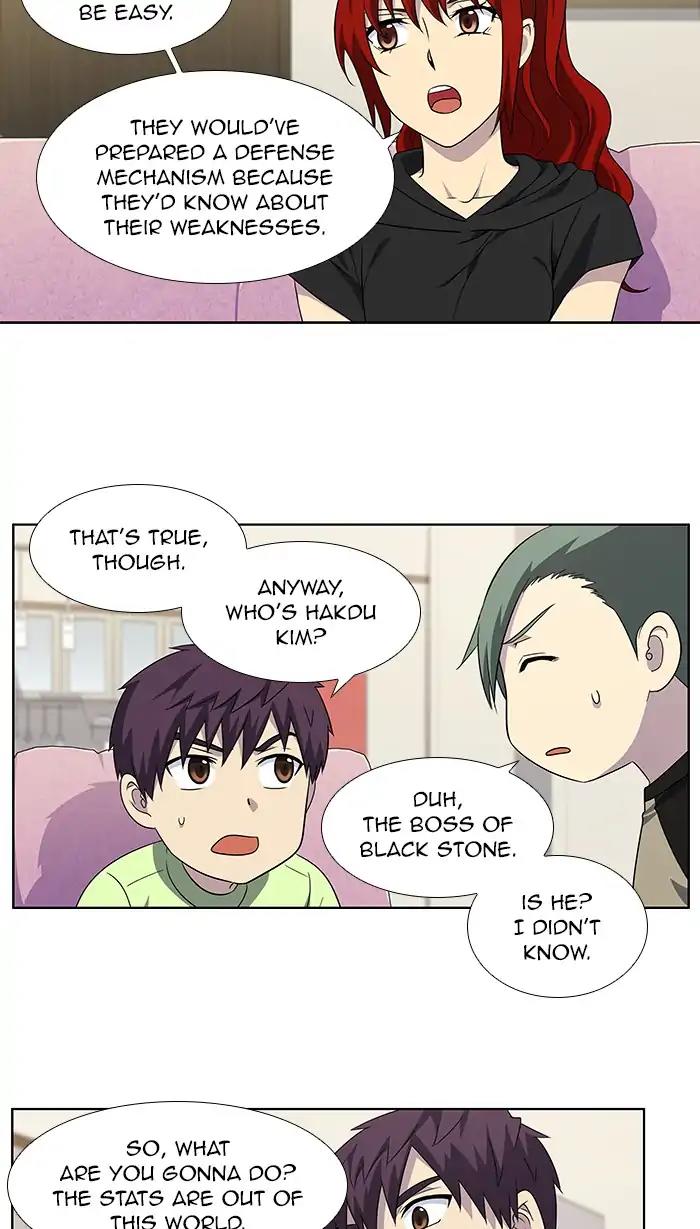 BE EASY.
THEY WOULD'VE
PREPARED A DEFENSE
MECHANISM BECAUSE
THEY'D KNOW ABOUT
THEIR WEAKNESSES.
THAT'S TRUE,
THOUGH.
ANYWAY,
WHO'S HAKDU
KIM?
DUH,
THE BOSS OF
BLACK STONE.
IS HE?
I DIDN'T
KNOW.
SO, WHAT
ARE YOU GONNA DO?
THE STATS ARE OUT OF
THIS WORLD.